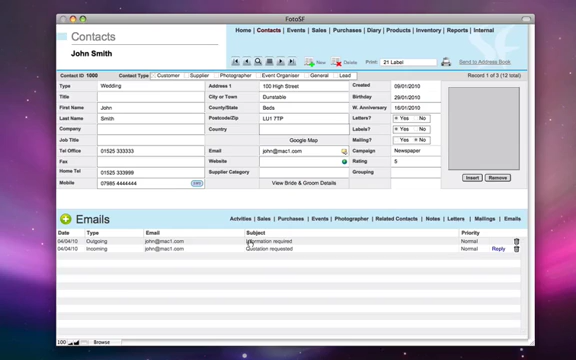 FotoSF
Contacts
Home | Contacts | Events | Sales | Purchases | Diary | Products | Inventory | Reports | Internal
John Smith
New
Delete
Print: 21 Label
Send to Address Book
Contact ID 1000
Contact Type
Customer
Supplier
Photographer
Event Organiser
General
Lead
Record 1 of 3 (12 total)
Type Wedding
Address 1 100 High Street
Created 09/01/2010
Title
City or Town Dunstable
Birthday 29/01/2010
First Name John
County/State Beds
W. Anniversary 16/01/2010
Last Name Smith
Postcode/Zip LU1 7TP
Letters? Yes No
Company
Country
Labels? Yes No
Job Title
Google Map
Mailing? Yes No
Tel Office 01525 333333
Email john@mac1.com
Campaign Newspaper
Fax
Website
Rating 5
Home Tel 01525 333999
Supplier Category
Grouping
Mobile 07985 4444444
View Bride & Groom Details
Insert
Remove
Emails
Activities | Sales | Purchases | Events | Photographer | Related Contacts | Notes | Letters | Mailings | Emails
Date Type Email Subject Priority
04/04/10 Outgoing john@mac1.com Information required Normal
04/04/10 Incoming john@mac1.com Quotation requested Normal Reply
100 Browse